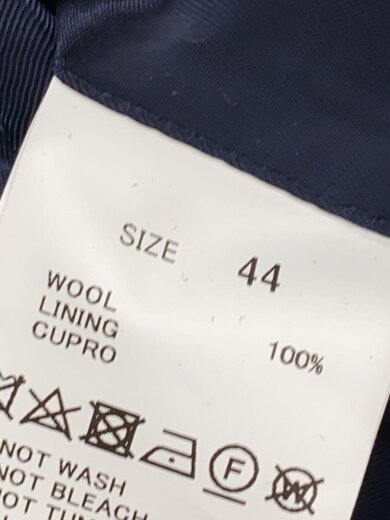 SIZE 44
WOOL 100%
LINING
CUPRO
F W
NOT WASH
NOT BLEACH